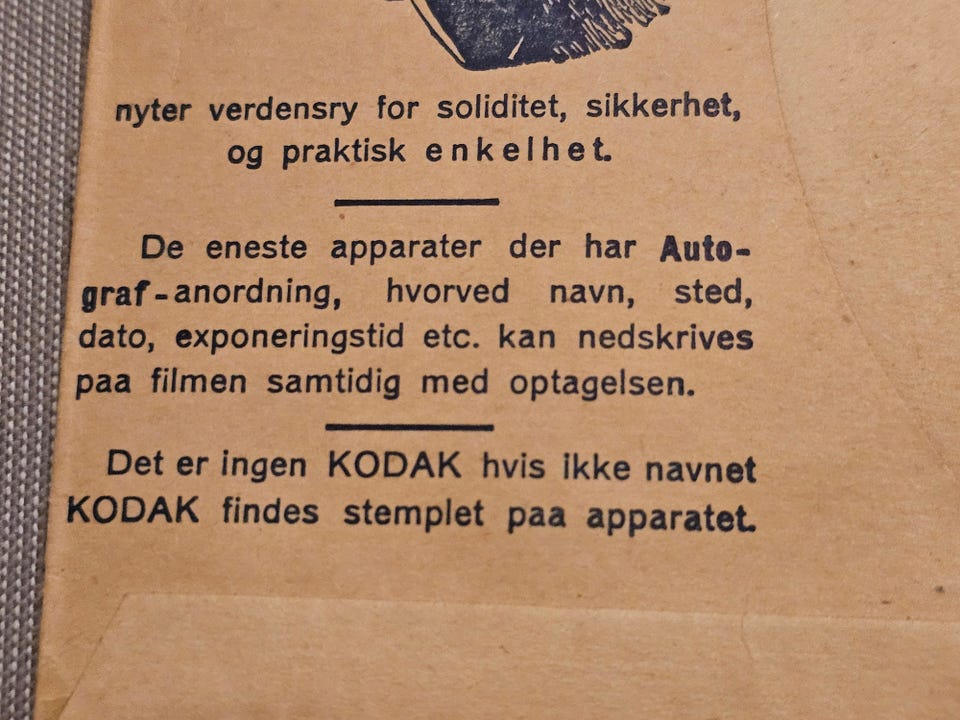 nyter verdensry for soliditet, sikkerhet,
og praktisk enkelhet.
De eneste apparater der har Auto-
graf-anordning, hvorved navn, sted,
dato, exponeringstid etc. kan nedskrives
paa filmen samtidig med optagelsen.
Det er ingen KODAK hvis ikke navnet
KODAK findes stemplet paa apparatet.